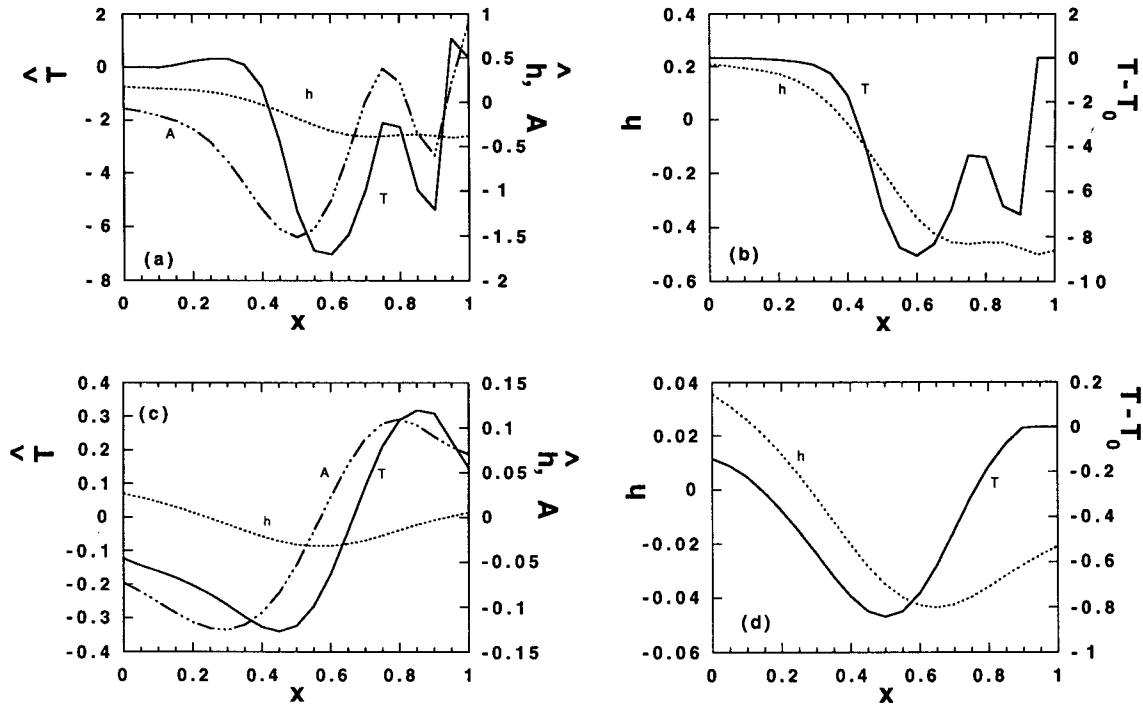 2 1 0.4 2
0 0.5 0.2 0
-2 0 0 -2
-4 -0.5 -0.2 -4
-6 -1 -0.4 -6
-8 -1.5 -0.6 -8
-2 -10
^ T
^ h, A
h
T - T0
h
A
T
(a)
h
T
(b)
0 0.2 0.4 0.6 0.8 1
X
0 0.2 0.4 0.6 0.8 1
X
0.4 0.15 0.04 0.2
0.3 0.1 0.02 0
0.2 0.05 0 -0.2
0.1 0 -0.02 -0.4
0 -0.05 -0.04 -0.6
-0.1 -0.1 -0.06 -0.8
-0.2 -0.15 -1
-0.3
-0.4
^ T
^ h, A
h
T - T0
(c)
A
T
h
h
T
(d)
0 0.2 0.4 0.6 0.8 1
X
0 0.2 0.4 0.6 0.8 1
X